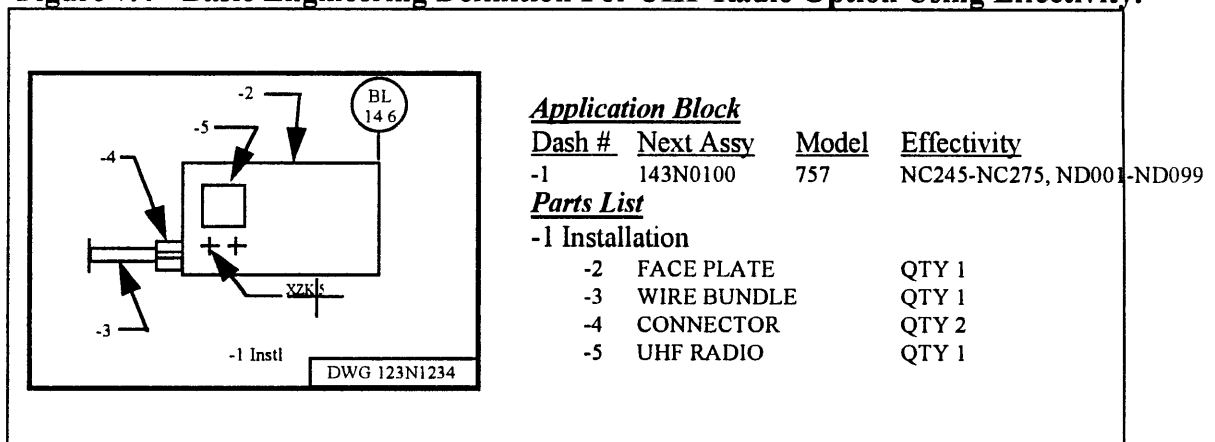 Basic Engineering Definition For UHF Radio Option Using Effectivity.
-2
BL
14 6
-5
-4
XZK 5
-3
-1 Instl
DWG 123N1234
Application Block
Dash # Next Assy Model Effectivity
-1 143N0100 757 NC245-NC275, ND001-ND099
Parts List
-1 Installation
-2 FACE PLATE QTY 1
-3 WIRE BUNDLE QTY 1
-4 CONNECTOR QTY 2
-5 UHF RADIO QTY 1